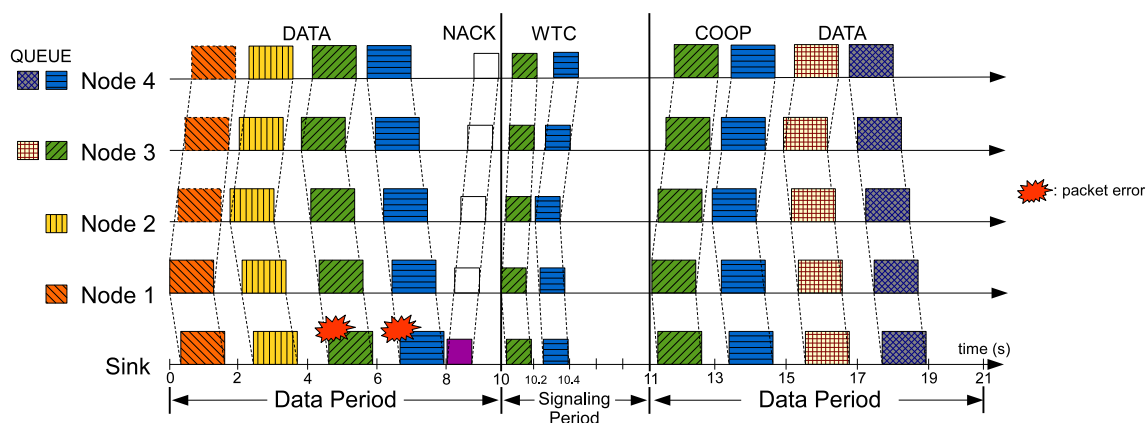 DATA
NACK
WTC
COOP
DATA
QUEUE
Node 4
Node 3
: packet error
Node 2
Node 1
Sink
time (s)
0 2 4 6 8 10 10.2 10.4 11 13 15 17 19 21
Data Period
Signaling
Period
Data Period